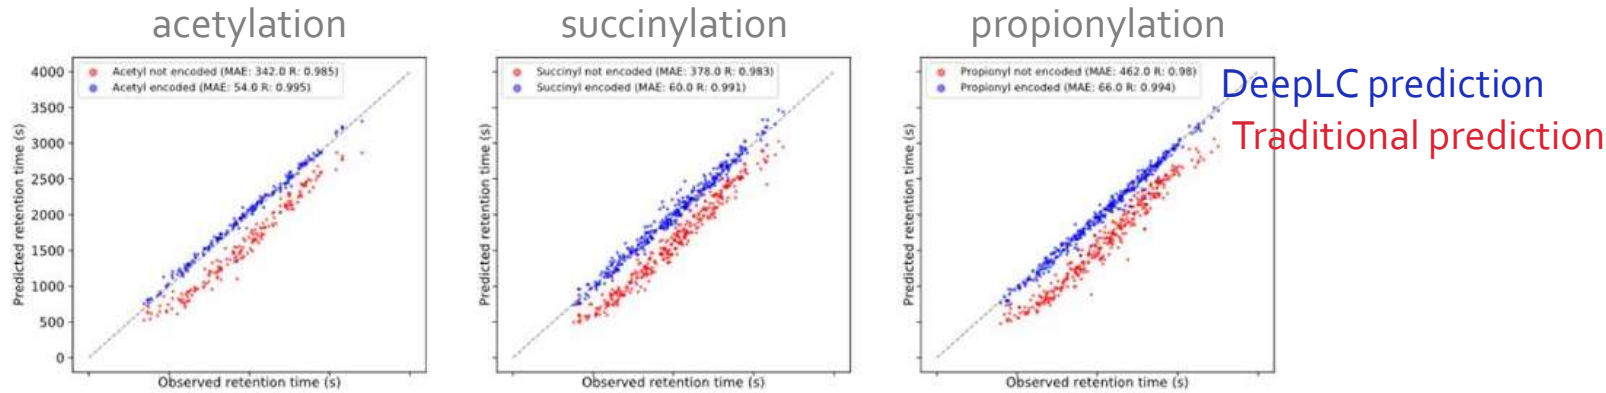 acetylation
succinylation
propionylation
Acetyl not encoded (MAE: 342.0 R: 0.985)
Acetyl encoded (MAE: 54.0 R: 0.995)
Succinyl not encoded (MAE: 378.0 R: 0.983)
Succinyl encoded (MAE: 60.0 R: 0.991)
Propionyl not encoded (MAE: 462.0 R: 0.98)
Propionyl encoded (MAE: 66.0 R: 0.994)
DeepLC prediction
Traditional prediction
4000
3500
3000
2500
2000
1500
1000
500
0
Predicted retention time (s)
Predicted retention time (s)
Predicted retention time (s)
Observed retention time (s)
Observed retention time (s)
Observed retention time (s)